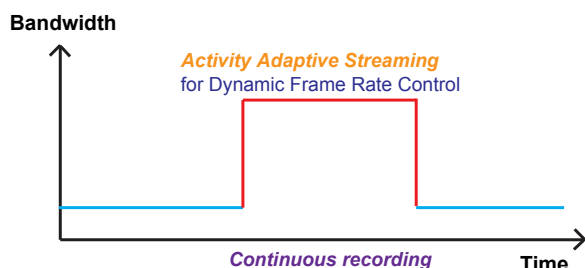 Bandwidth
Activity Adaptive Streaming
for Dynamic Frame Rate Control
Continuous recording
Time